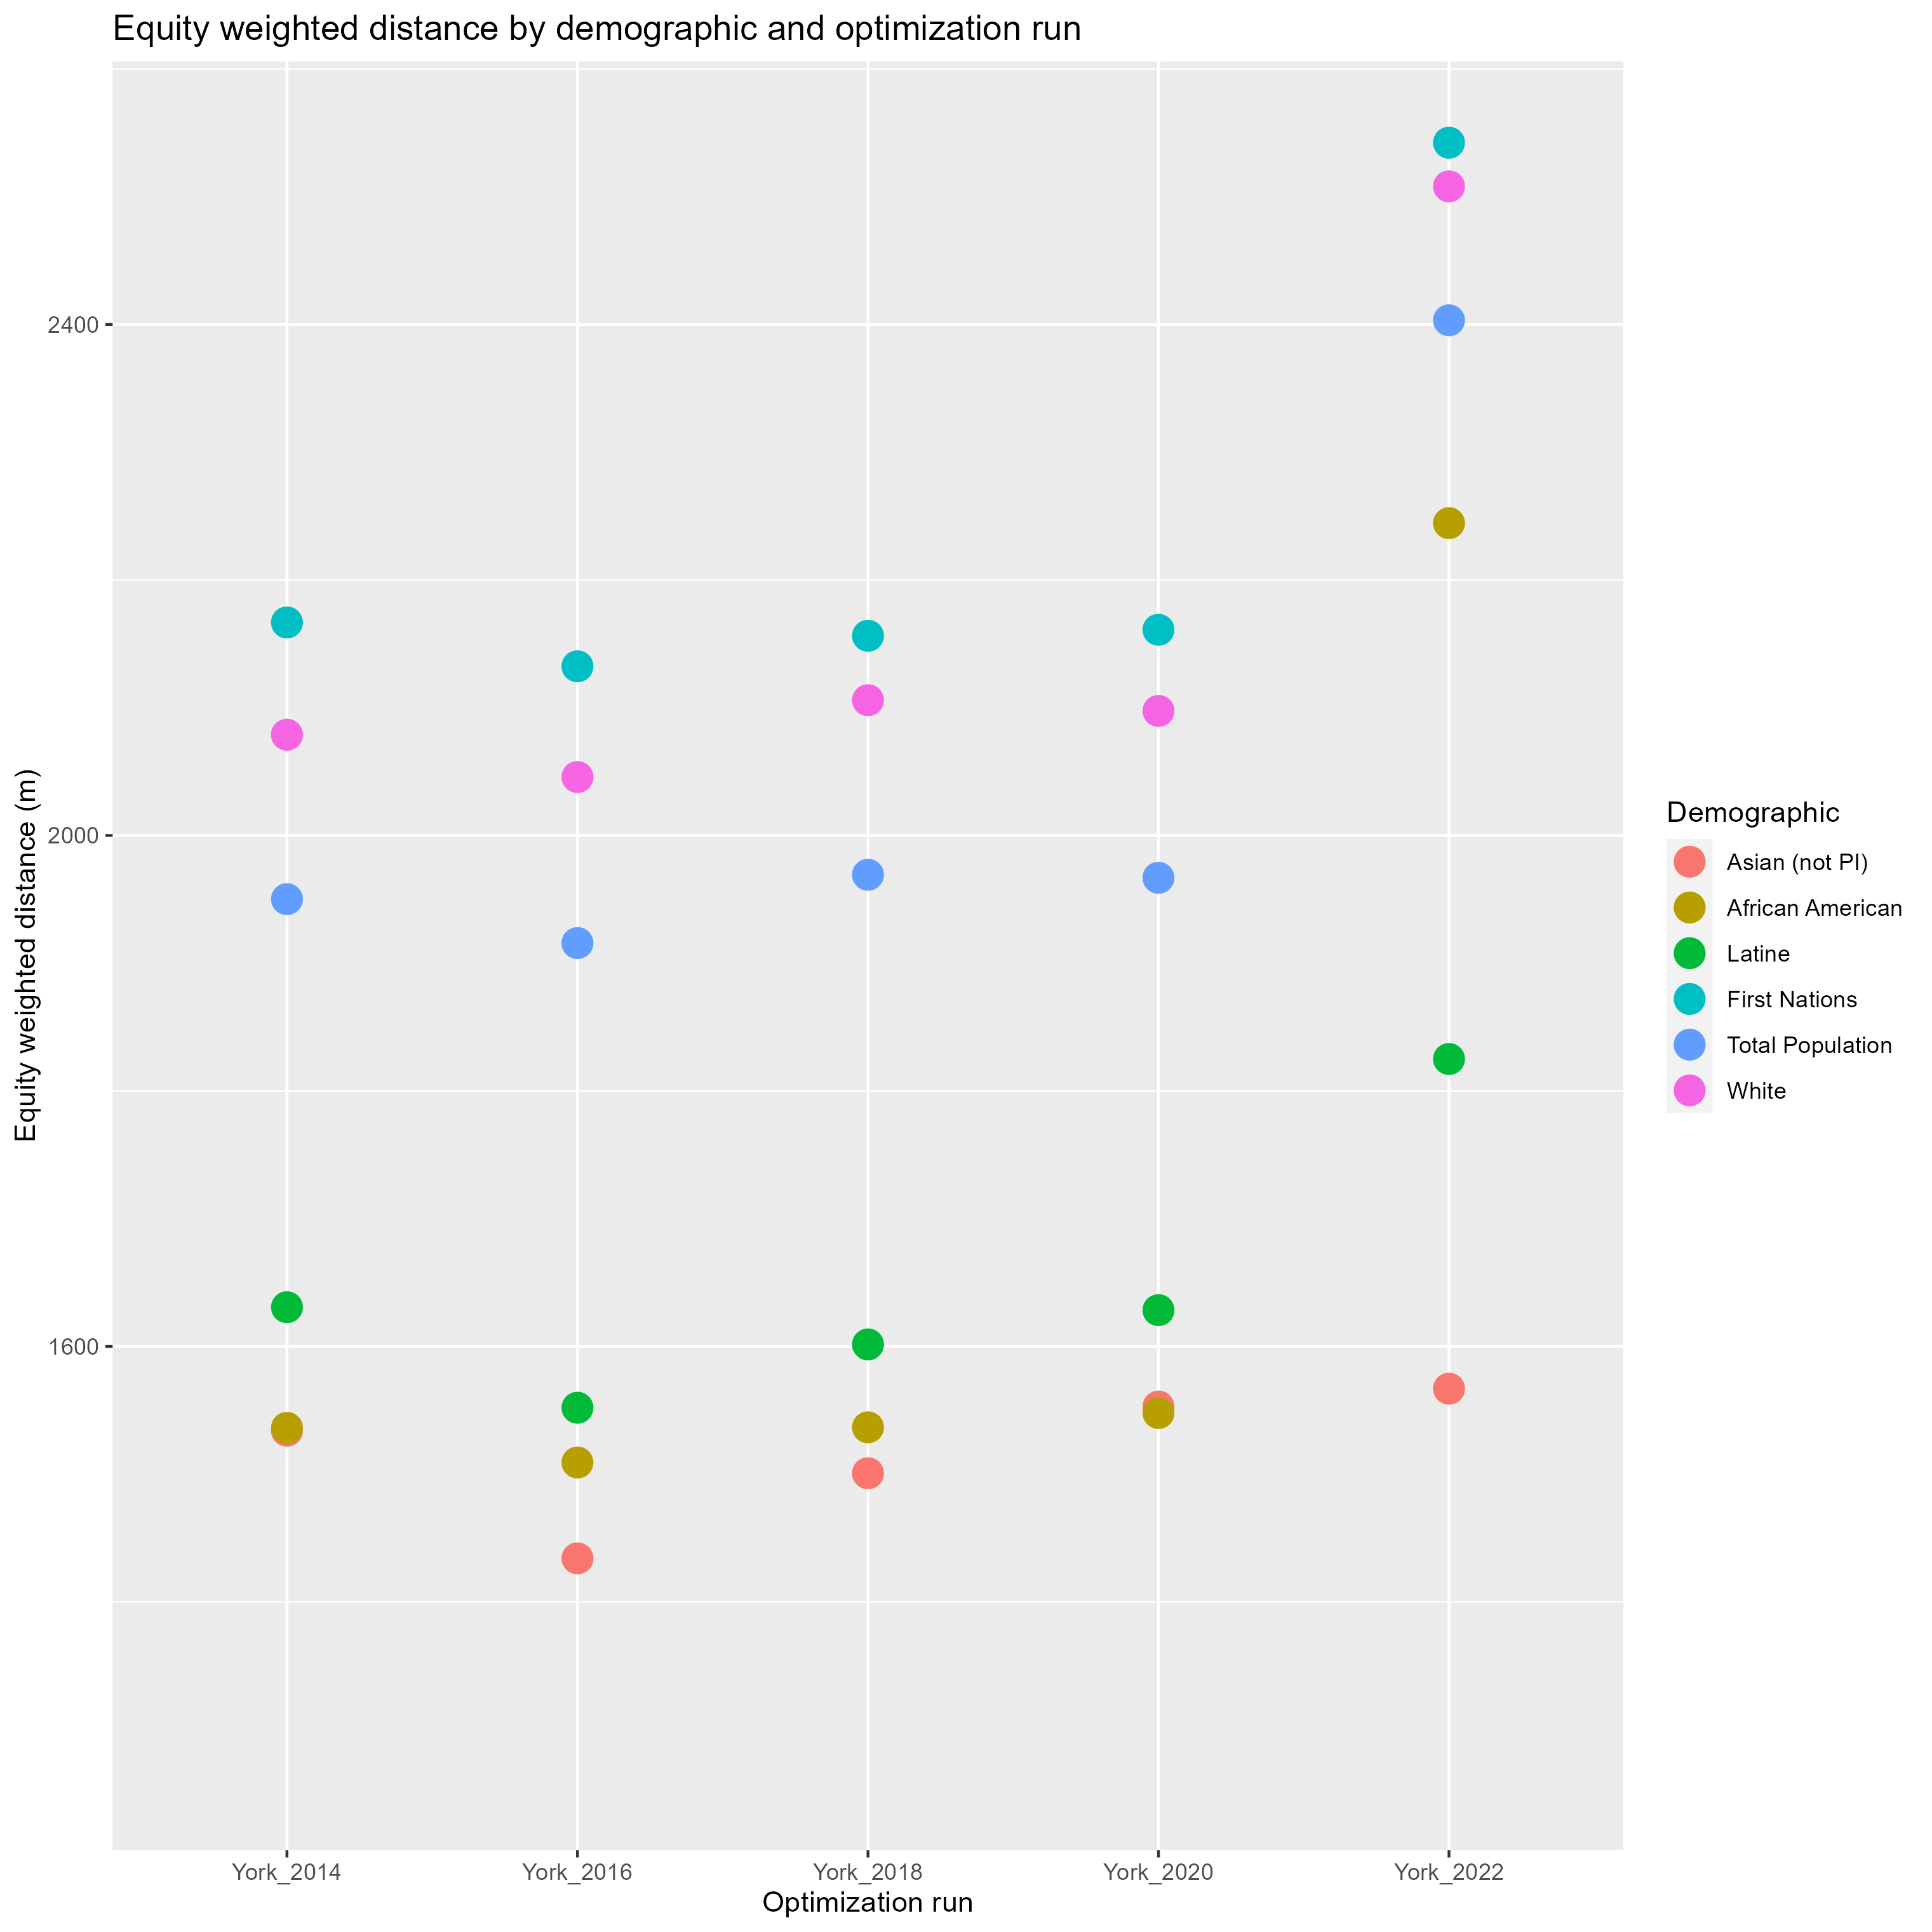 Equity weighted distance by demographic and optimization run
Equity weighted distance (m)
2400
2000
1600
York_2014
York_2016
York_2018
York_2020
York_2022
Optimization run
Demographic
Asian (not PI)
African American
Latine
First Nations
Total Population
White